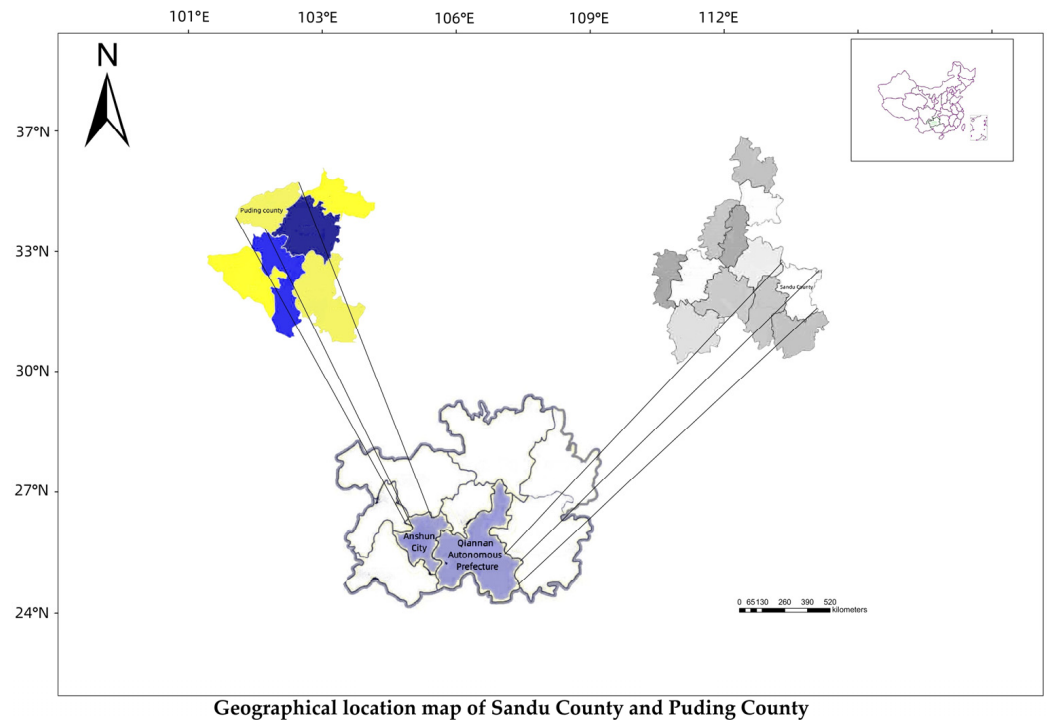 101°E 103°E 106°E 109°E 112°E
N
37°N
Puding county
33°N
Sandu County
30°N
27°N
Anshun
City
Qiannan
Autonomous
Prefecture
24°N
0 65130 260 390 520
kilometers
Geographical location map of Sandu County and Puding County